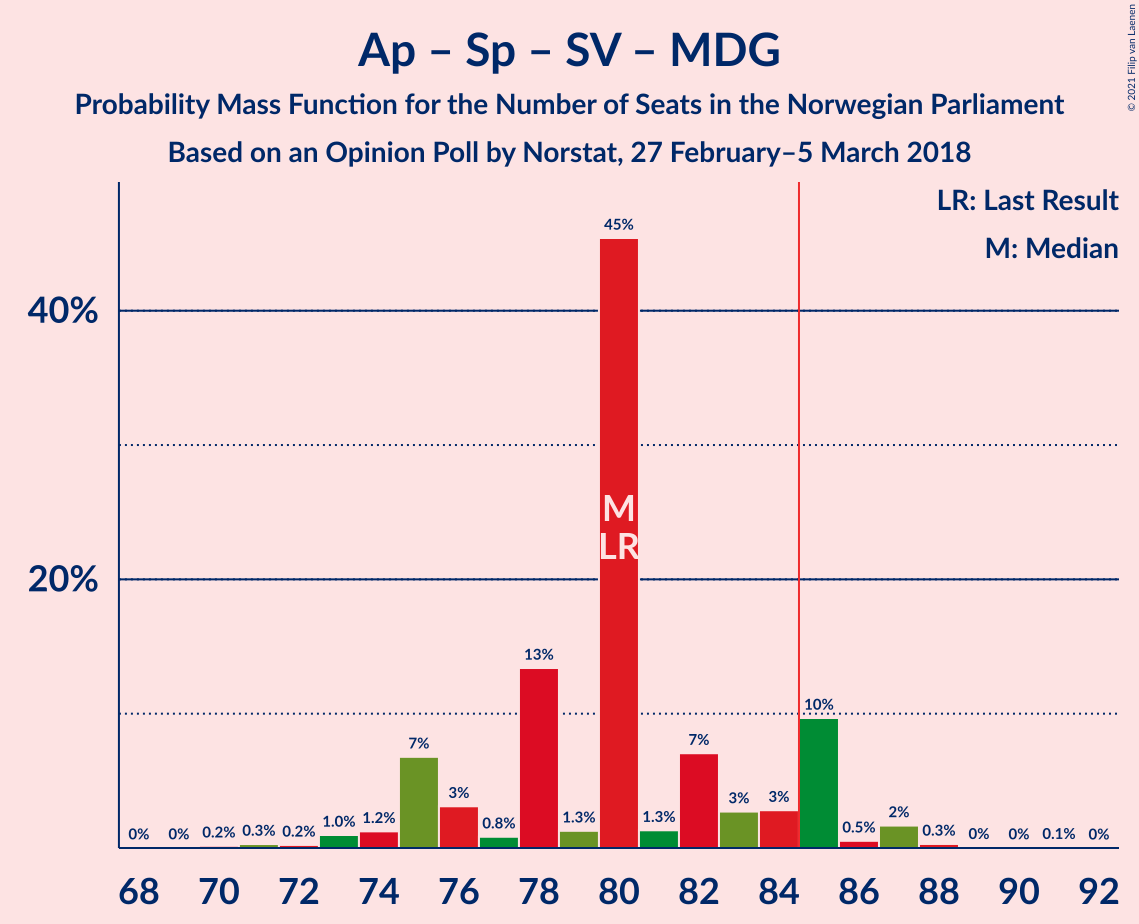 Ap – Sp – SV – MDG
Probability Mass Function for the Number of Seats in the Norwegian Parliament
Based on an Opinion Poll by Norstat, 27 February–5 March 2018
© 2021 Filip van Laenen
LR: Last Result
M: Median
40%
20%
0% 0% 0.2% 0.3% 0.2% 1.0% 1.2% 7% 3% 0.8% 13% 1.3% 45% 1.3% 7% 3% 3% 10% 0.5% 2% 0.3% 0% 0% 0.1% 0%
M
LR
68 70 72 74 76 78 80 82 84 86 88 90 92